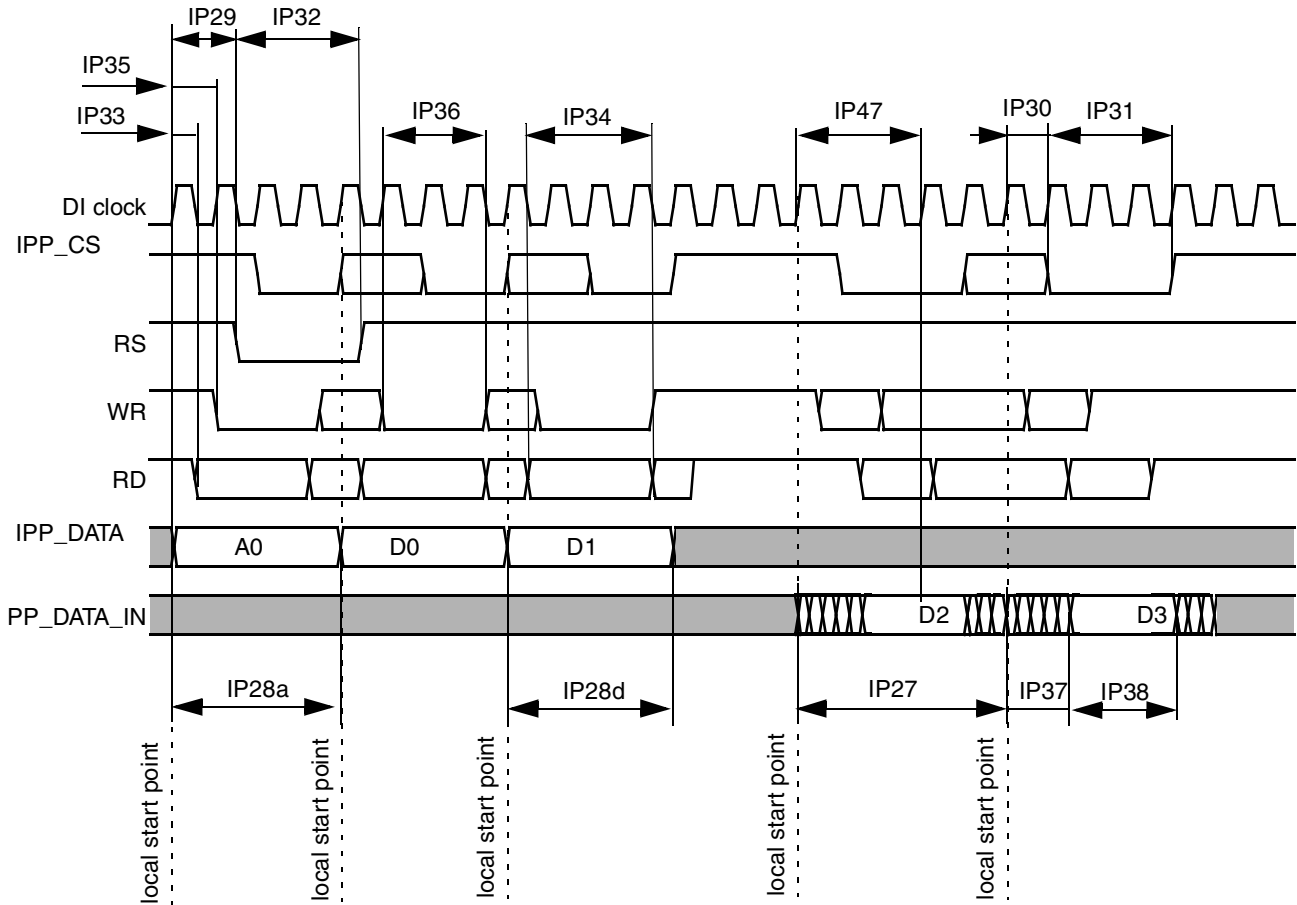 IP29
IP32
IP35
IP33
IP36
IP34
IP47
IP30
IP31
DI clock
IPP_CS
RS
WR
RD
IPP_DATA
A0
D0
D1
PP_DATA_IN
D2
D3
IP28a
IP28d
IP27
IP37
IP38
local start point
local start point
local start point
local start point
local start point